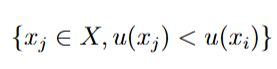 {x_j ∈ X, u(x_j) < u(x_i)}